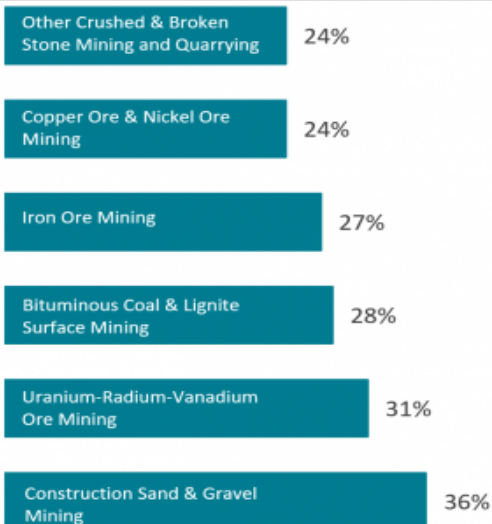 Other Crushed & Broken
Stone Mining and Quarrying
24%
Copper Ore & Nickel Ore
Mining
24%
Iron Ore Mining
27%
Bituminous Coal & Lignite
Surface Mining
28%
Uranium-Radium-Vanadium
Ore Mining
31%
Construction Sand & Gravel
Mining
36%